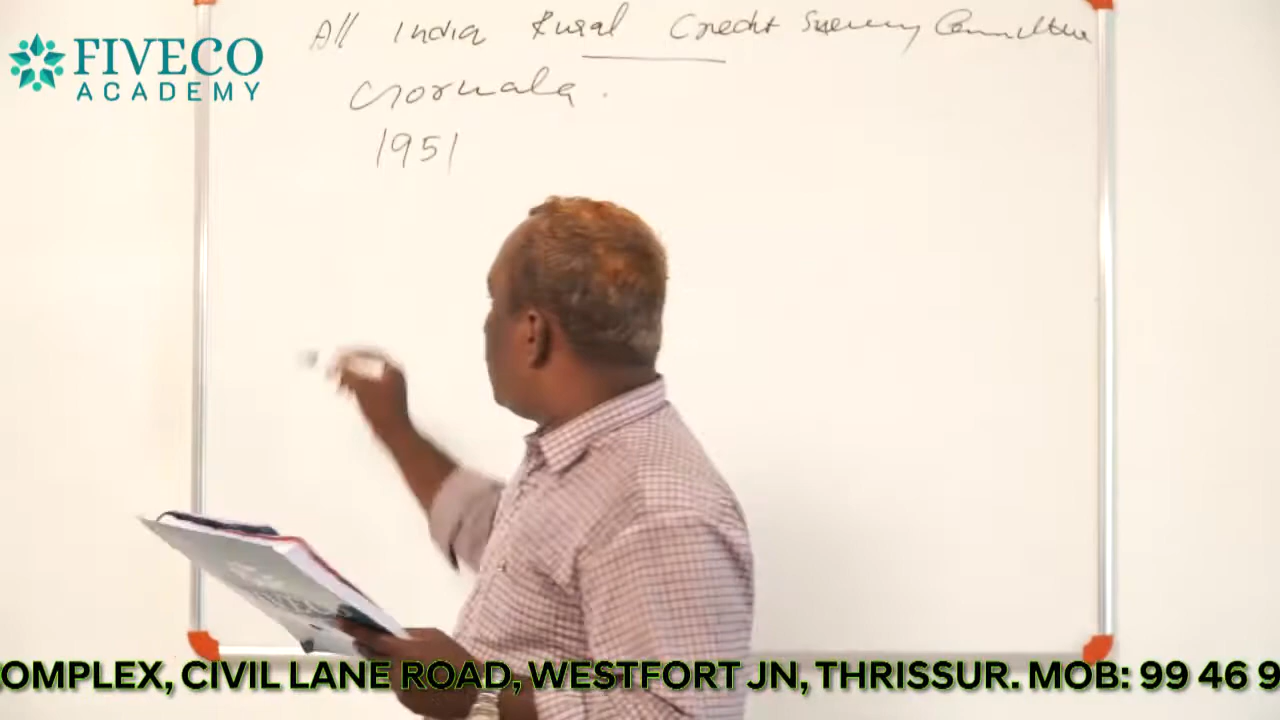 FIVECO
ACADEMY
All India Rural Credit Survey Committee
Gorwala.
1951
OMPLEX, CIVIL LANE ROAD, WESTFORT JN, THRISSUR. MOB: 99 46 9